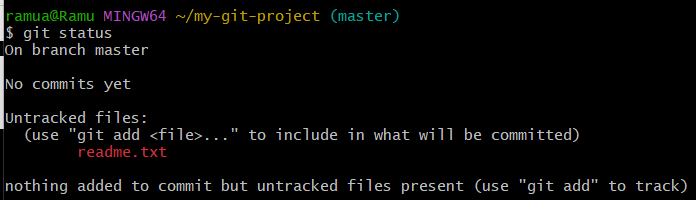 ramua@Ramu MINGW64 ~/my-git-project (master)
$ git status
On branch master
No commits yet
Untracked files:
(use "git add <file>..." to include in what will be committed)
readme.txt
nothing added to commit but untracked files present (use "git add" to track)